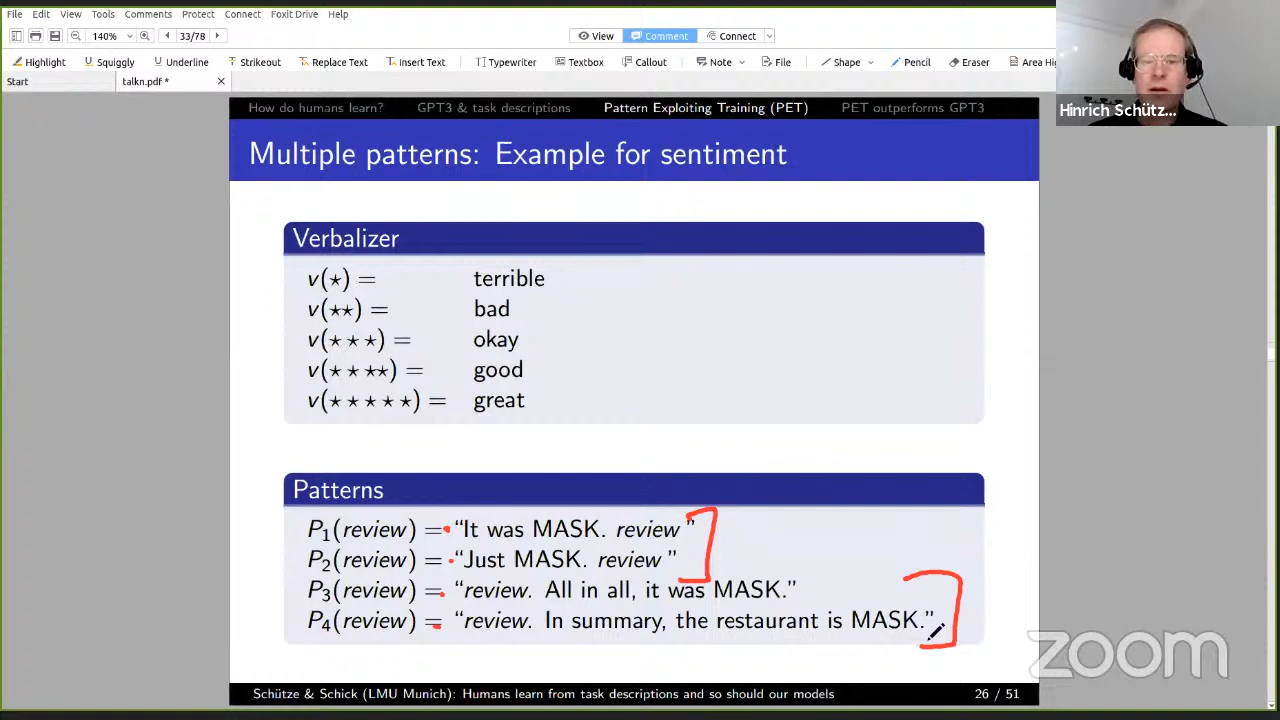 File Edit View Tools Comments Protect Connect Foxit Drive Help
140% 33/78 View Comment Connect
Highlight Squiggly Underline Strikeout Replace Text Insert Text Typewriter Textbox Callout Note File Shape Pencil Eraser Area Hi
Start talkn.pdf *
Hinrich Schütz...
How do humans learn? GPT3 & task descriptions Pattern Exploiting Training (PET) PET outperforms GPT3
Multiple patterns: Example for sentiment
Verbalizer
v(⋆) = terrible
v(⋆⋆) = bad
v(⋆ ⋆ ⋆) = okay
v(⋆ ⋆ ⋆⋆) = good
v(⋆ ⋆ ⋆ ⋆ ⋆) = great
Patterns
P1(review) = “It was MASK. review ”
P2(review) = “Just MASK. review ”
P3(review) = “review. All in all, it was MASK.”
P4(review) = “review. In summary, the restaurant is MASK.”
zoom
Schütze & Schick (LMU Munich): Humans learn from task descriptions and so should our models 26 / 51